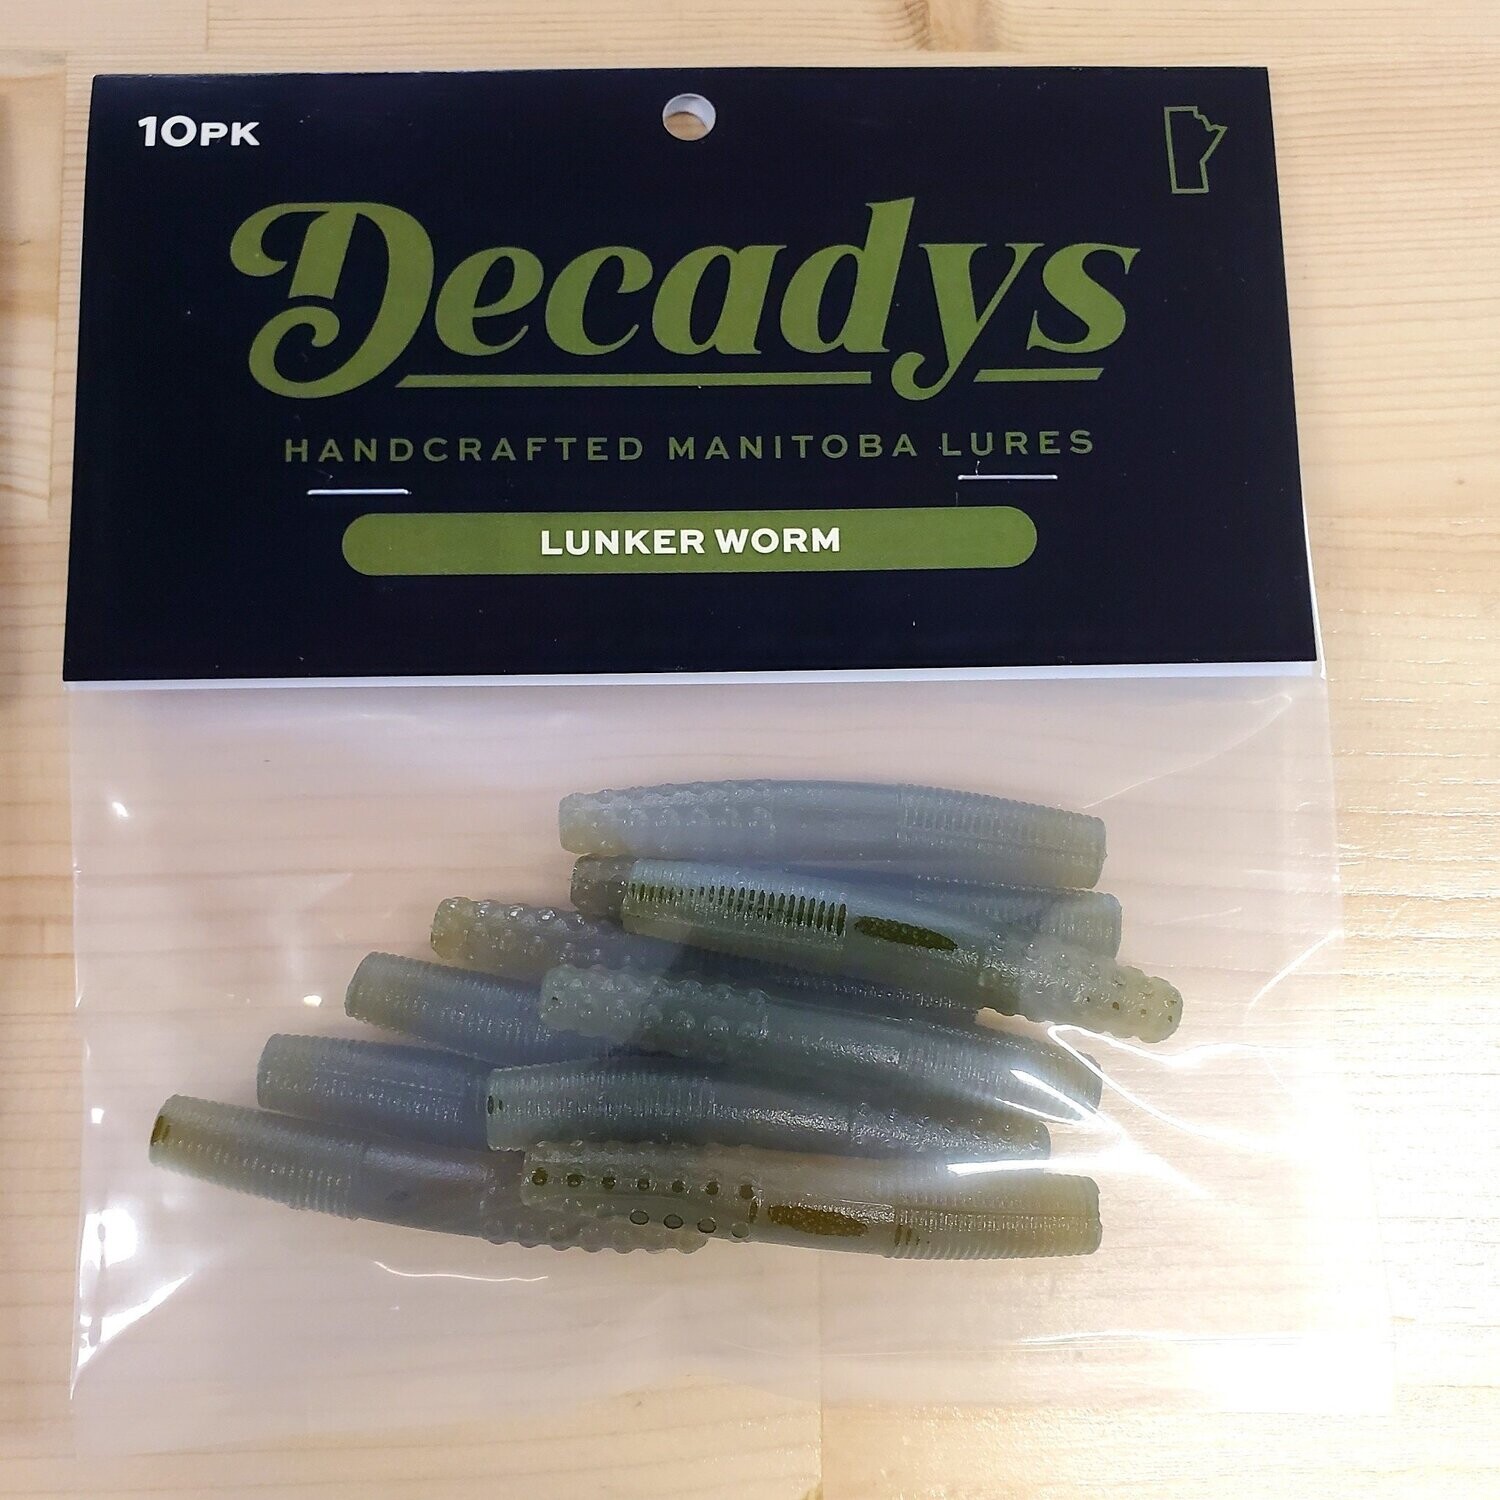 10PK
Decadys
HANDCRAFTED MANITOBA LURES
LUNKER WORM